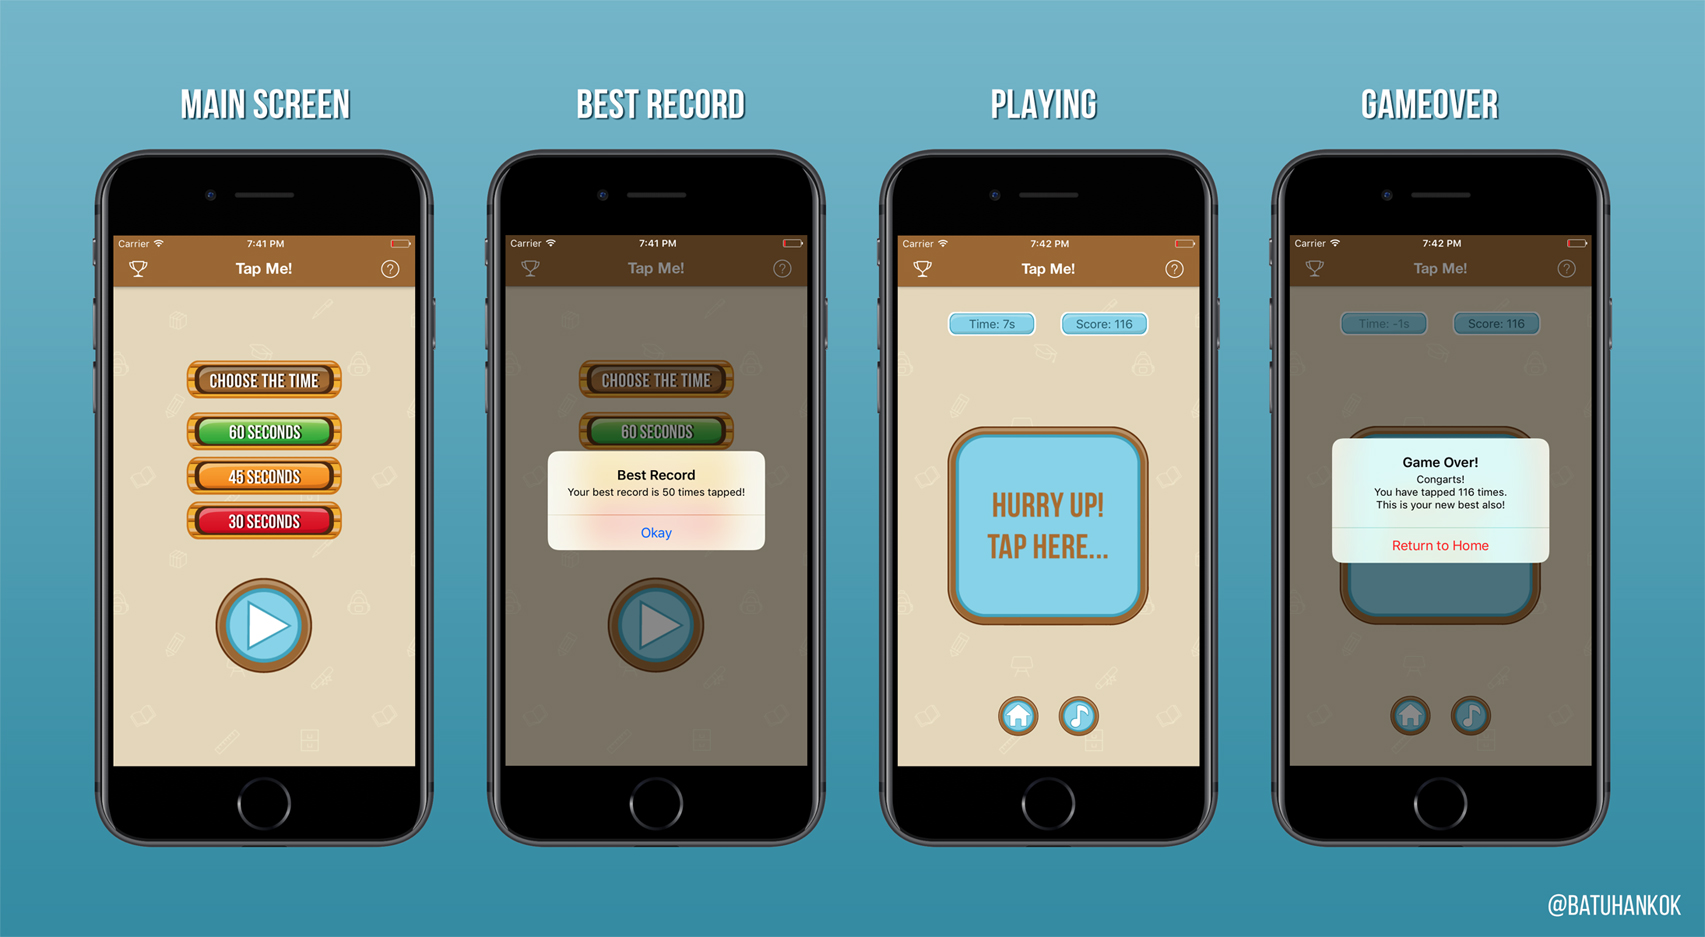 MAIN SCREEN
BEST RECORD
PLAYING
GAMEOVER
Carrier
7:41 PM
Tap Me!
?
CHOOSE THE TIME
60 SECONDS
45 SECONDS
30 SECONDS
Carrier
7:41 PM
Tap Me!
?
CHOOSE THE TIME
60 SECONDS
Best Record
Your best record is 50 times tapped!
Okay
Carrier
7:42 PM
Tap Me!
?
Time: 7s
Score: 116
HURRY UP!
TAP HERE...
Carrier
7:42 PM
Tap Me!
?
Time: -1s
Score: 116
Game Over!
Congarts!
You have tapped 116 times.
This is your new best also!
Return to Home
@BATUHANKOK